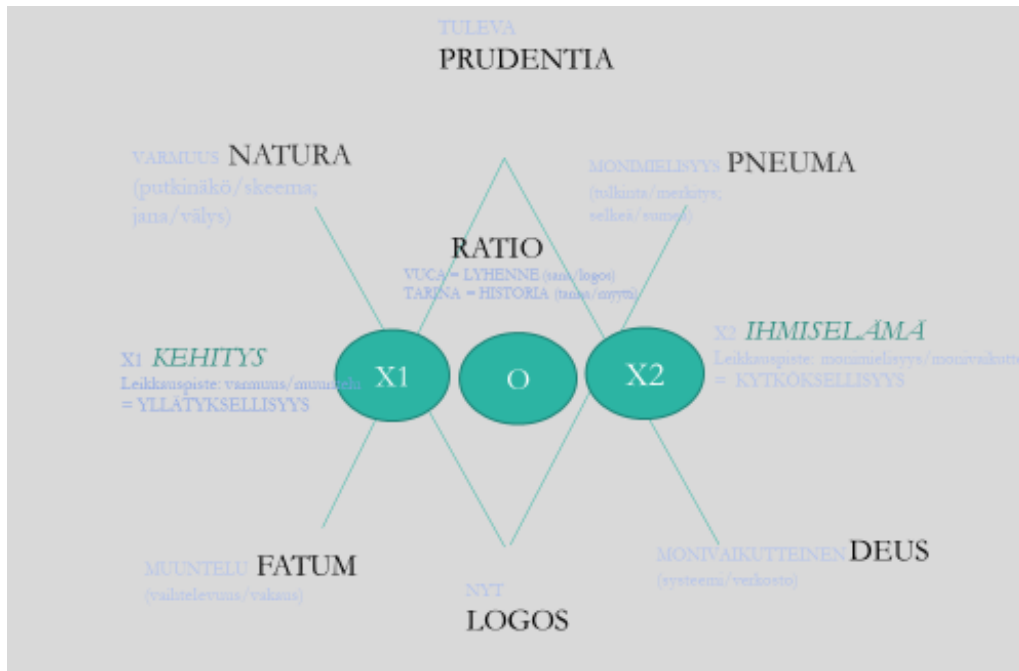 TULEVA
PRUDENTIA
VARMUUS NATURA
(putkinäkö/skeema;
jana/välys)
MONIMIELISYYS PNEUMA
(tulkinta/merkitys;
selkeä/sumea)
RATIO
VUCA = LYHENNE (sana/logos)
TARINA = HISTORIA (tarina/myytti)
X1 KEHITYS
Leikkauspiste: varmuus/muuntelu
= YLLÄTYKSELLISYYS
X1
O
X2
X2 IHMISELÄMÄ
Leikkauspiste: monimielisyys/monivaikutte
= KYTKÖKSELLISYYS
MUUNTELU FATUM
(vaihtelevuus/vakaus)
NYT
LOGOS
MONIVAIKUTTEINEN DEUS
(systeemi/verkosto)